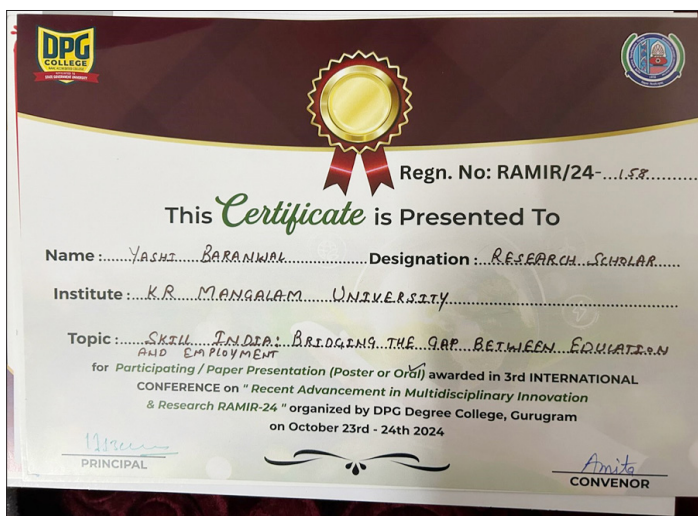 DPG
COLLEGE
Regn. No: RAMIR/24-...158...
This Certificate is Presented To
Name :.....YASHI BARANWAL..... Designation :..RESEARCH SCHOLAR....
Institute :..K.R MANGALAM UNIVERSITY....
Topic :....SKILL INDIA: BRIDGING THE GAP BETWEEN EDUCATION
AND EMPLOYMENT
for Participating / Paper Presentation (Poster or Oral) awarded in 3rd INTERNATIONAL
CONFERENCE on " Recent Advancement in Multidisciplinary Innovation
& Research RAMIR-24 " organized by DPG Degree College, Gurugram
on October 23rd - 24th 2024
PRINCIPAL
Amita
CONVENOR